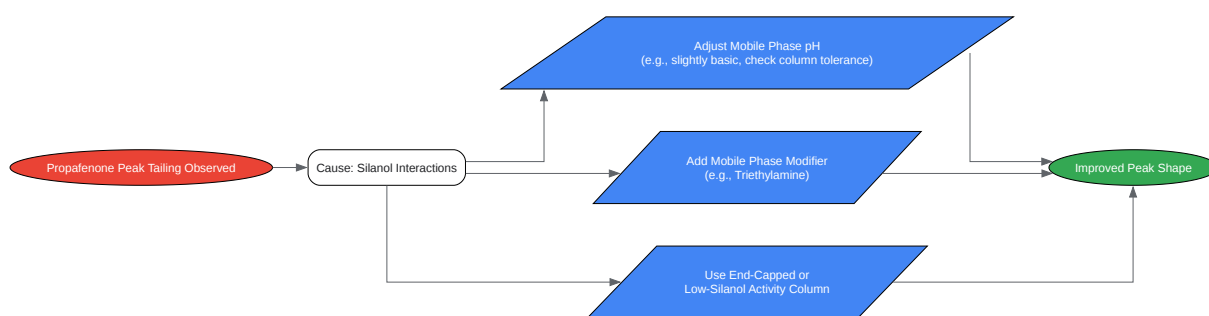 Propafenone Peak Tailing Observed
Cause: Silanol Interactions
Adjust Mobile Phase pH
(e.g., slightly basic, check column tolerance)
Add Mobile Phase Modifier
(e.g., Triethylamine)
Use End-Capped or
Low-Silanol Activity Column
Improved Peak Shape